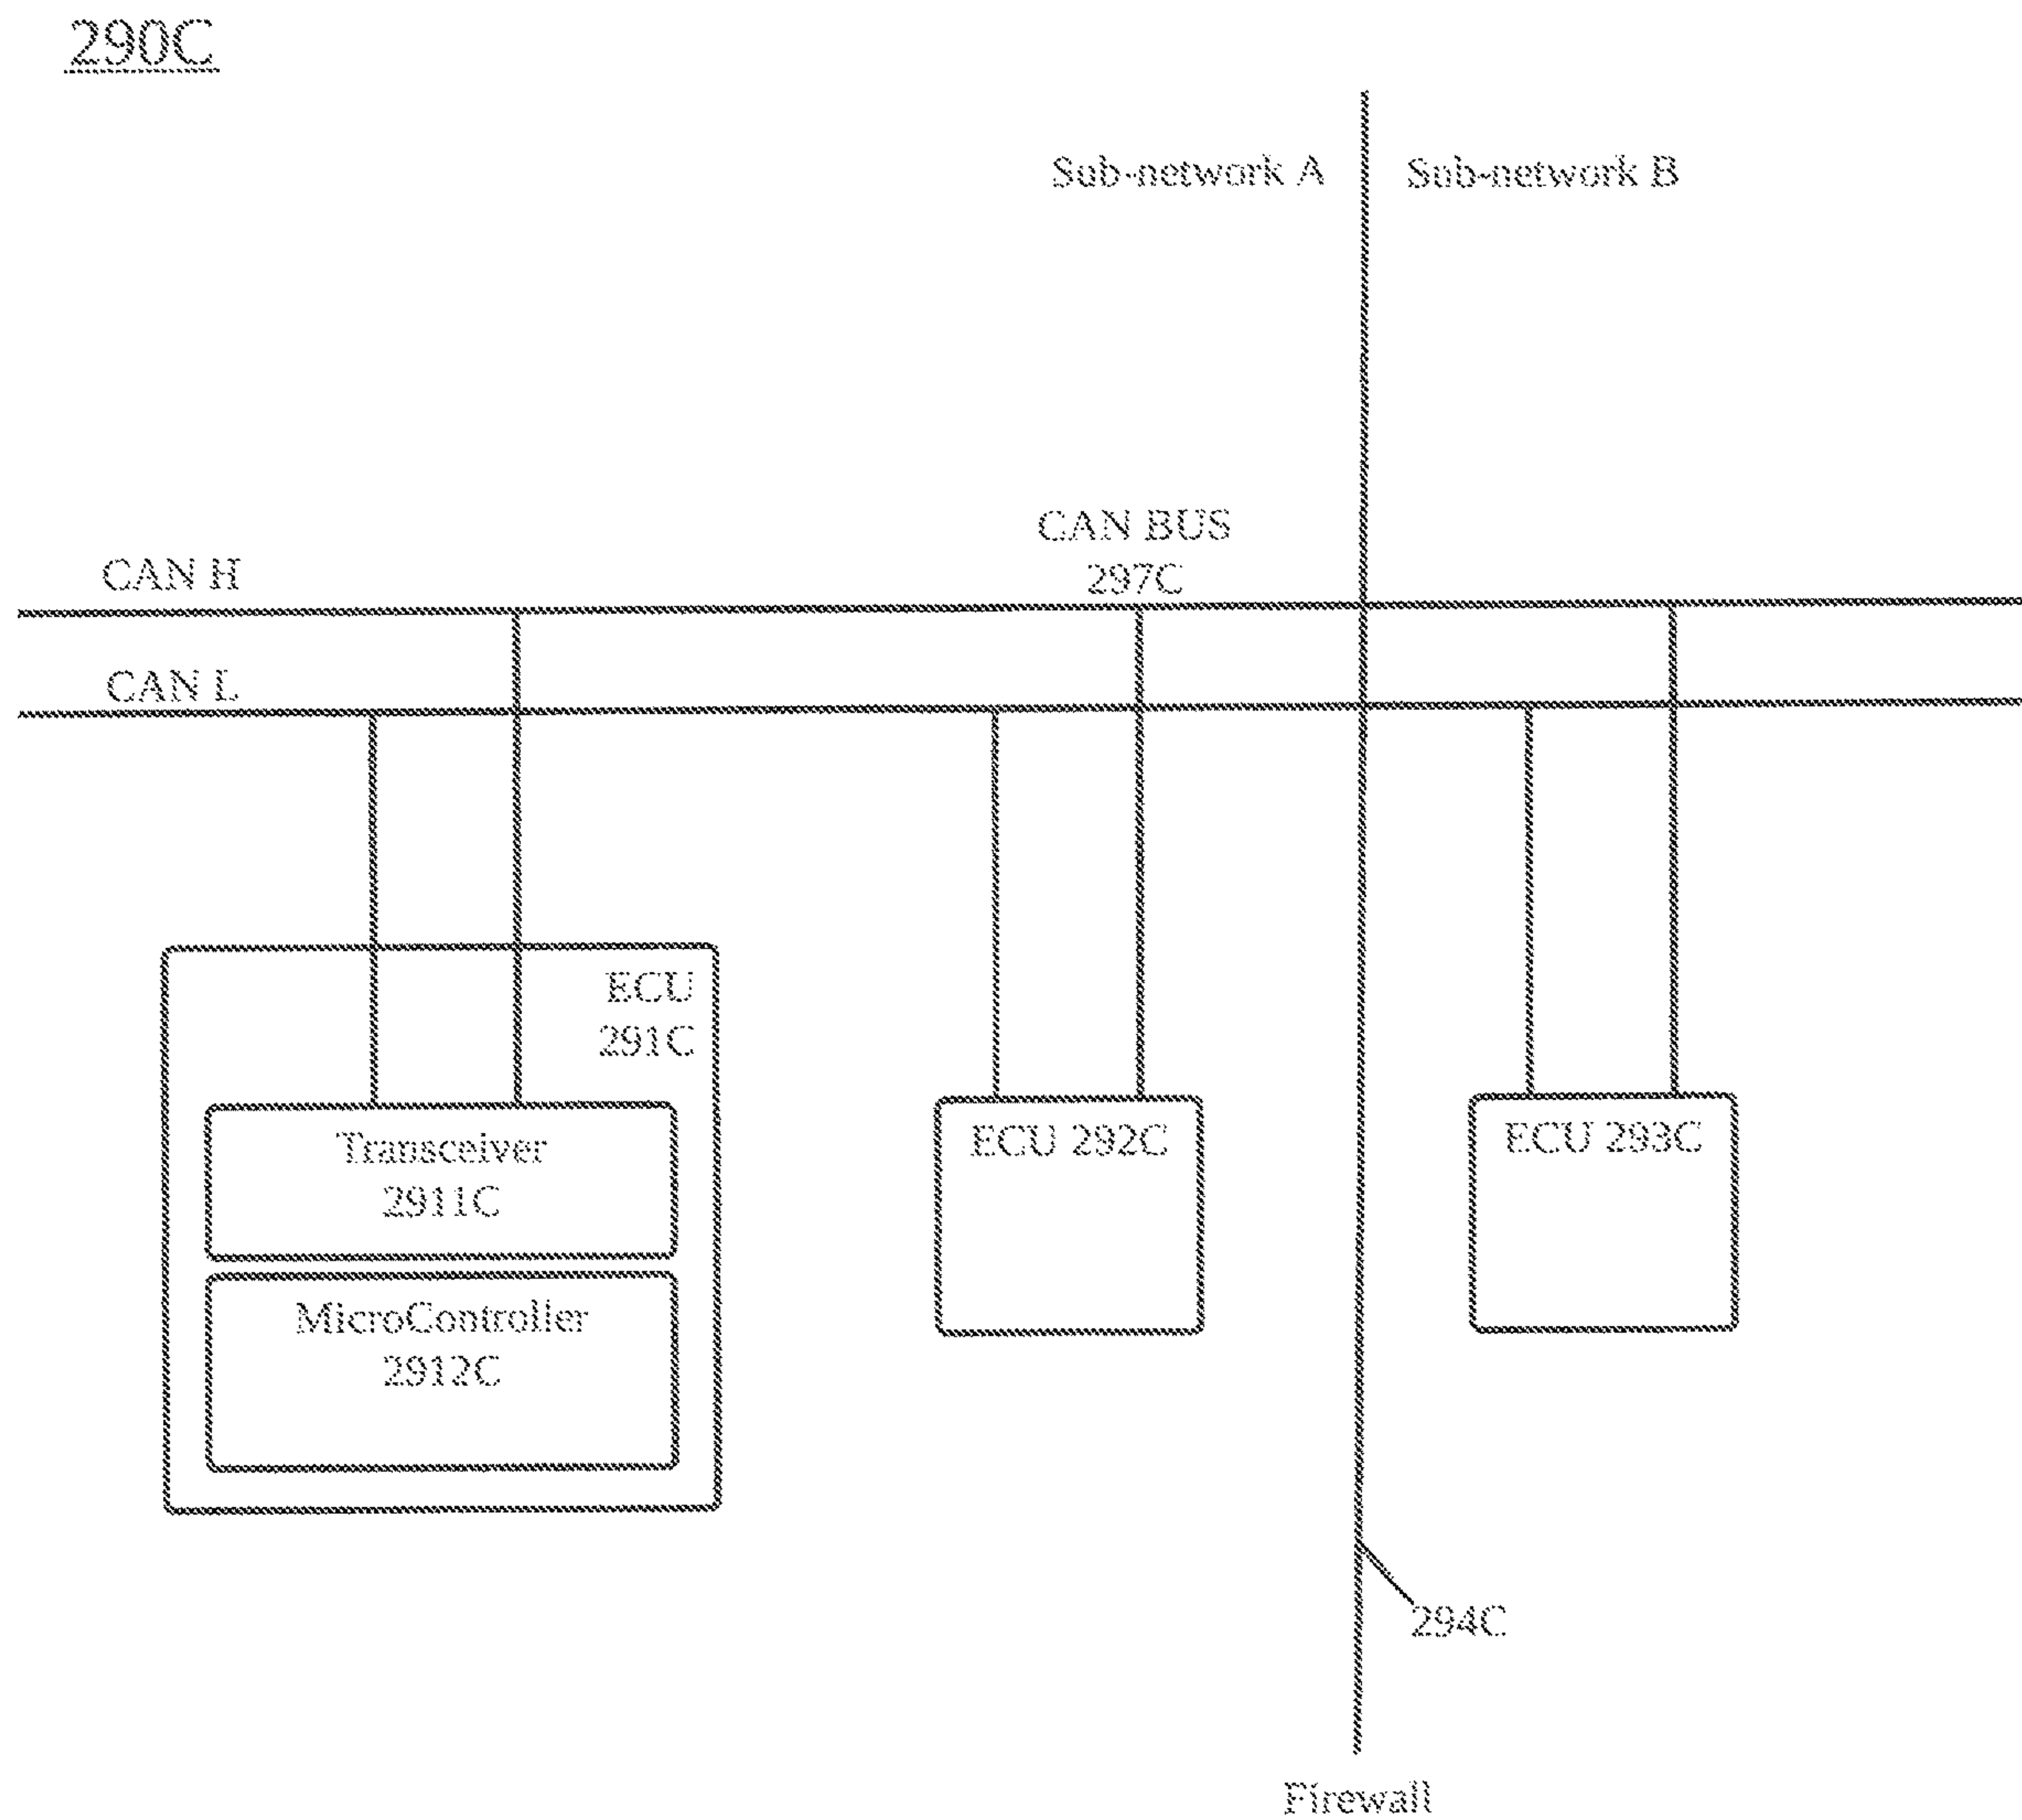 290C
Sub-network A
Sub-network B
CAN BUS
297C
CAN H
CAN L
ECU
291C
Transceiver
2911C
MicroController
2912C
ECU 292C
ECU 293C
294C
Firewall